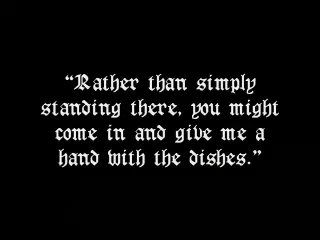 “Rather than simply
standing there, you might
come in and give me a
hand with the dishes.”